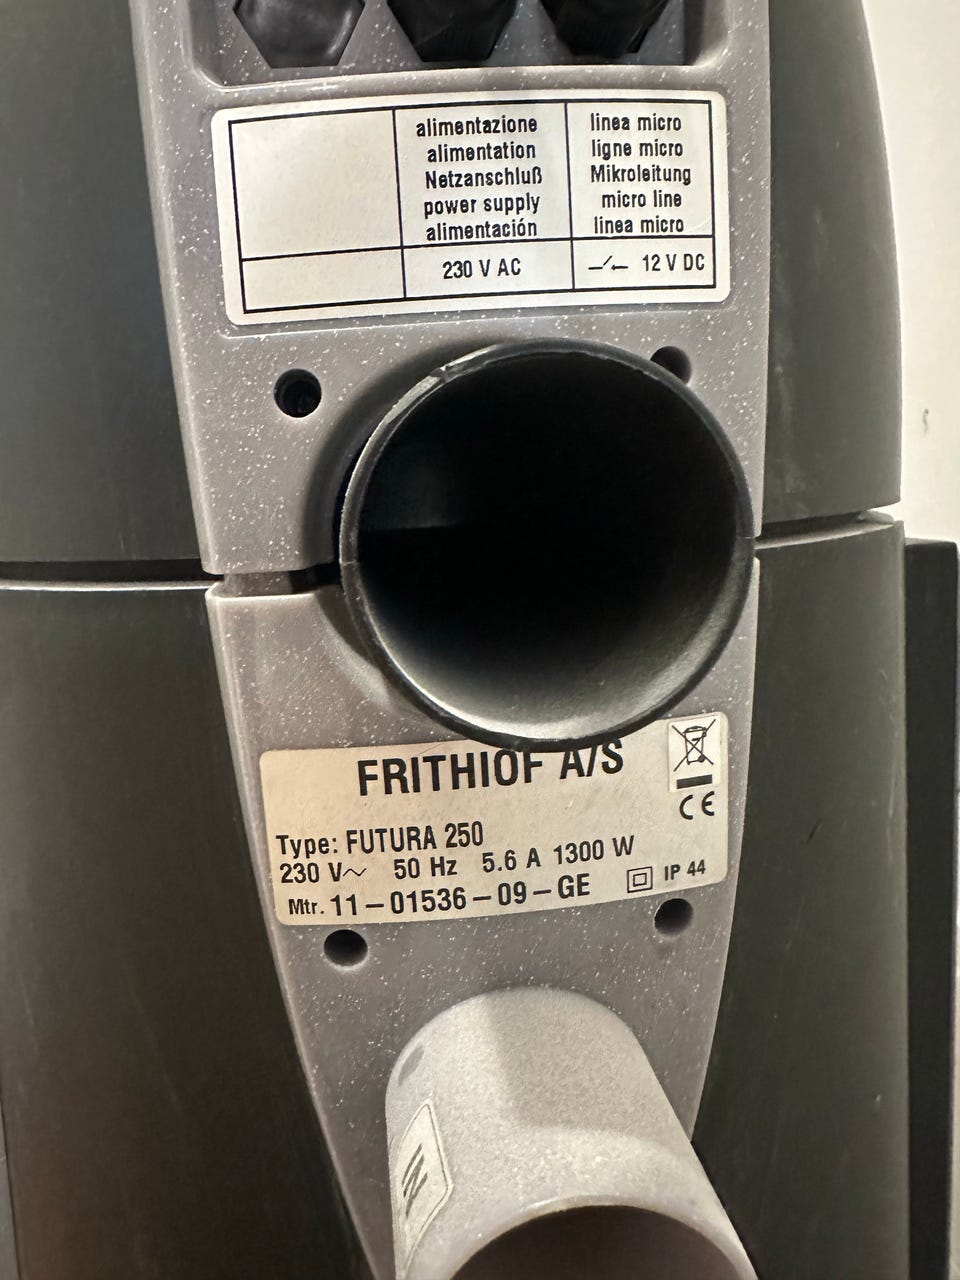 alimentazione
alimentation
Netzanschluß
power supply
alimentación
linea micro
ligne micro
Mikroleitung
micro line
linea micro
230 V AC
12 V DC
FRITHIOF A/S
CE
Type: FUTURA 250
230 V~ 50 Hz 5.6 A 1300 W
Mtr. 11-01536-09-GE IP 44
IN